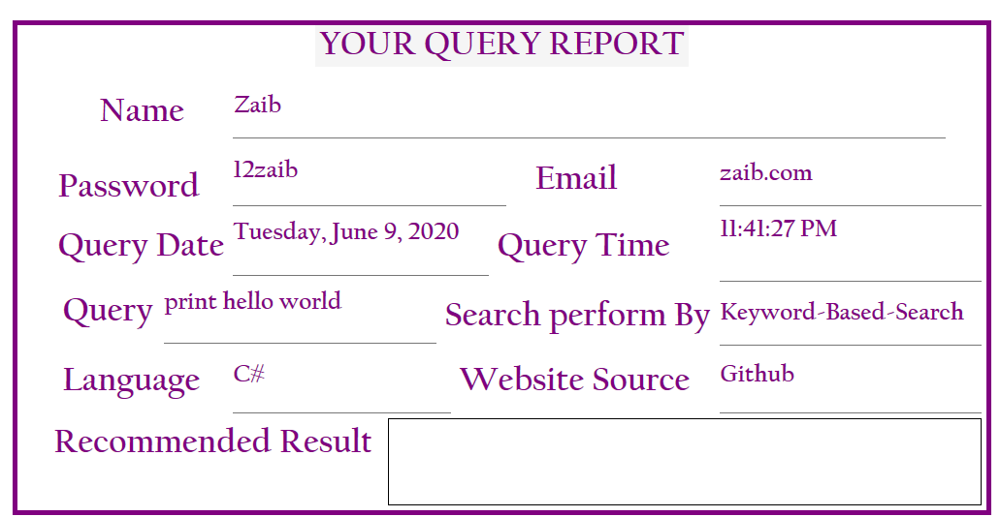 YOUR QUERY REPORT
Name Zaib
Password 12zaib Email zaib.com
Query Date Tuesday, June 9, 2020 Query Time 11:41:27 PM
Query print hello world Search perform By Keyword-Based-Search
Language C# Website Source Github
Recommended Result